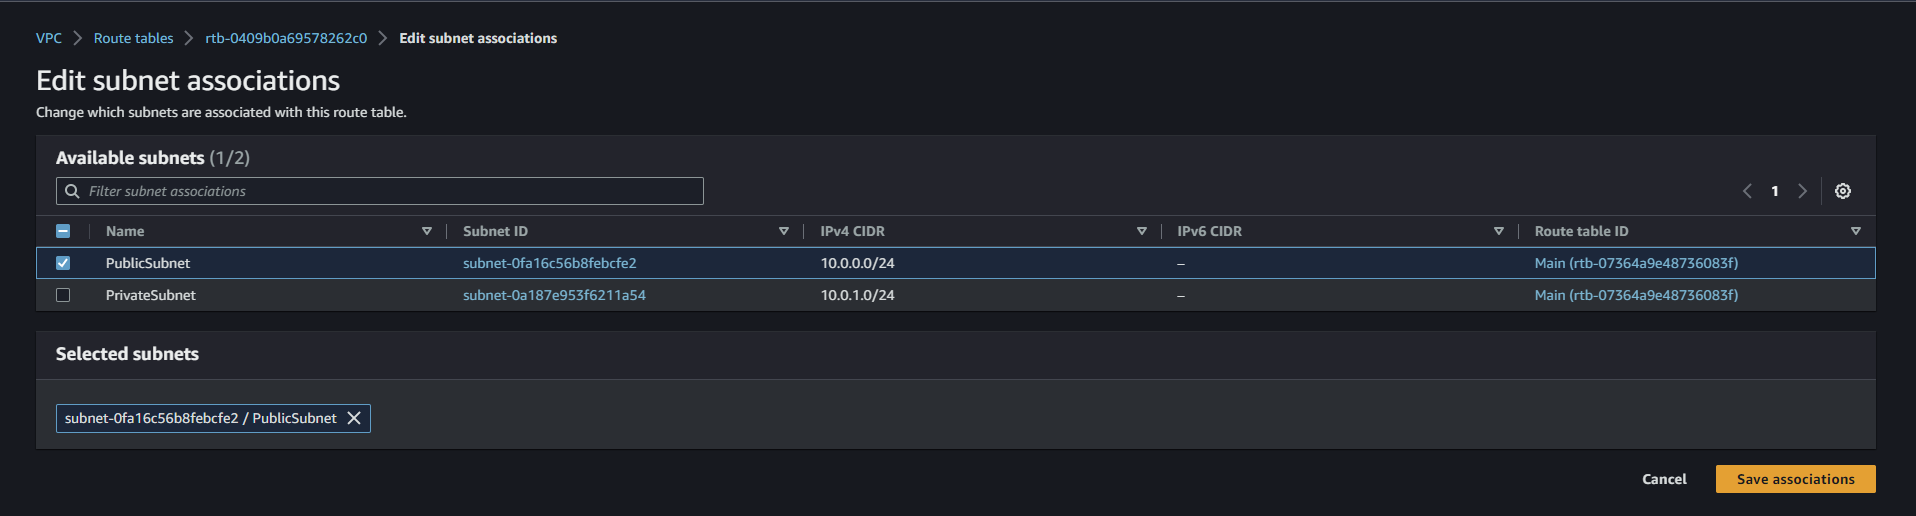 VPC > Route tables > rtb-0409b0a69578262c0 > Edit subnet associations
Edit subnet associations
Change which subnets are associated with this route table.
Available subnets (1/2)
Filter subnet associations
1
Name Subnet ID IPv4 CIDR IPv6 CIDR Route table ID
PublicSubnet subnet-0fa16c56b8febcfe2 10.0.0.0/24 – Main (rtb-07364a9e48736083f)
PrivateSubnet subnet-0a187e953f6211a54 10.0.1.0/24 – Main (rtb-07364a9e48736083f)
Selected subnets
subnet-0fa16c56b8febcfe2 / PublicSubnet
Cancel Save associations